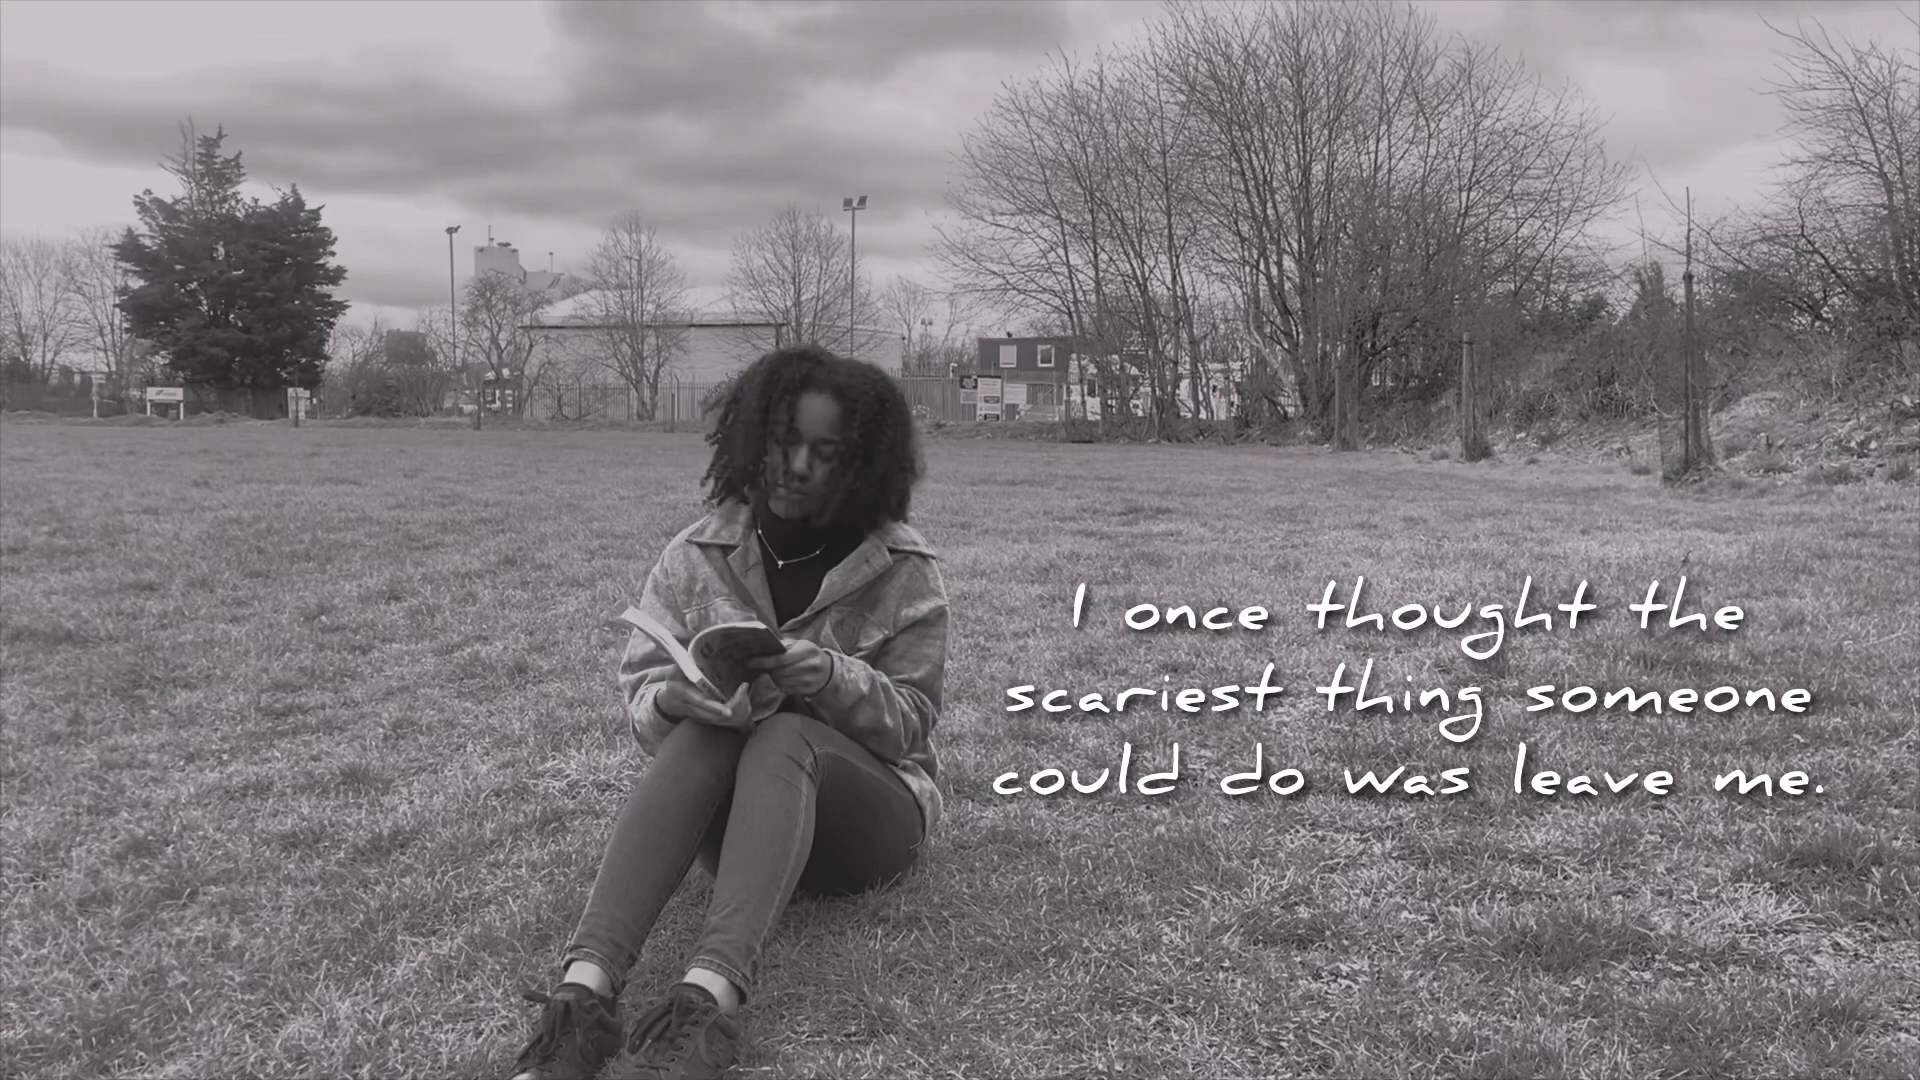 I once thought the
scariest thing someone
could do was leave me.